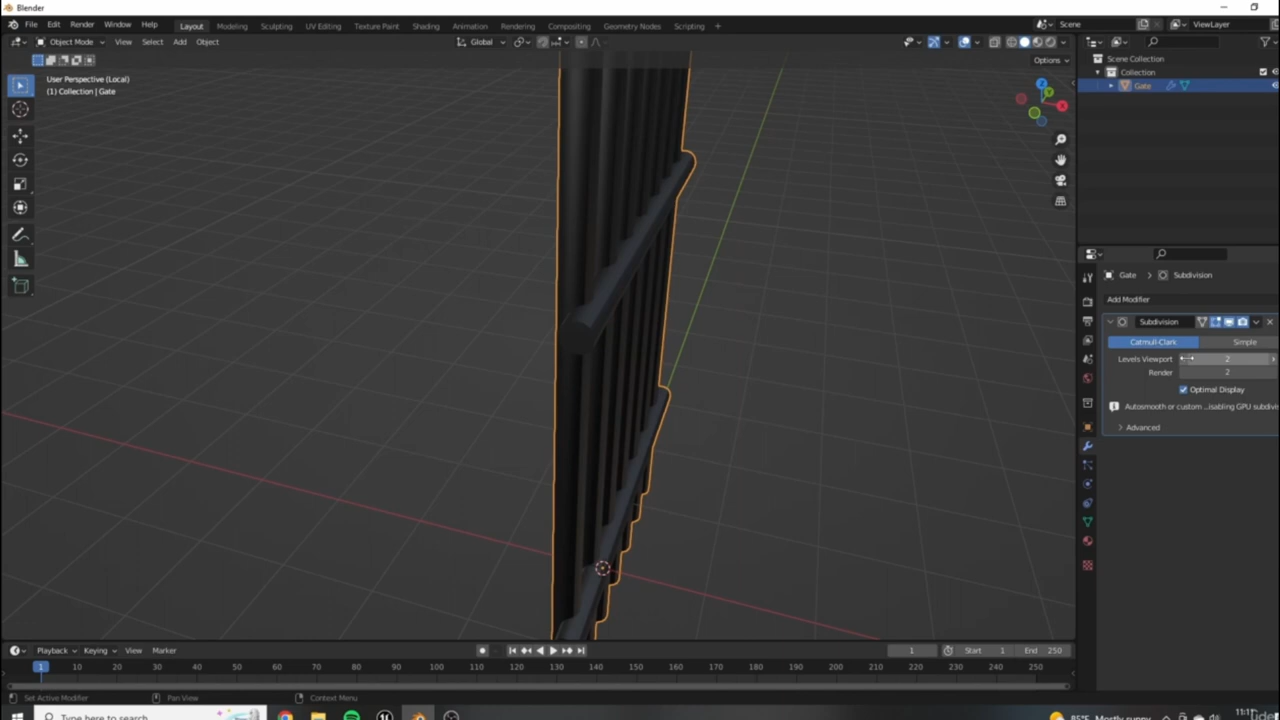 Blender
File Edit Render Window Help Layout Modeling Sculpting UV Editing Texture Paint Shading Animation Rendering Compositing Geometry Nodes Scripting + Scene ViewLayer
Object Mode View Select Add Object Global
Options
User Perspective (Local)
(1) Collection | Gate
Scene Collection
Collection
Gate
Gate > Subdivision
Add Modifier
Subdivision
Catmull-Clark Simple
Levels Viewport 2
Render 2
Optimal Display
Autosmooth or custom ..isabling GPU subdivis
Advanced
Playback Keying View Marker 1 Start 1 End 250
1 10 20 30 40 50 60 70 80 90 100 110 120 130 140 150 160 170 180 190 200 210 220 230 240 250
Set Active Modifier Pan View Context Menu
Type here to search 85°F Mostly sunny